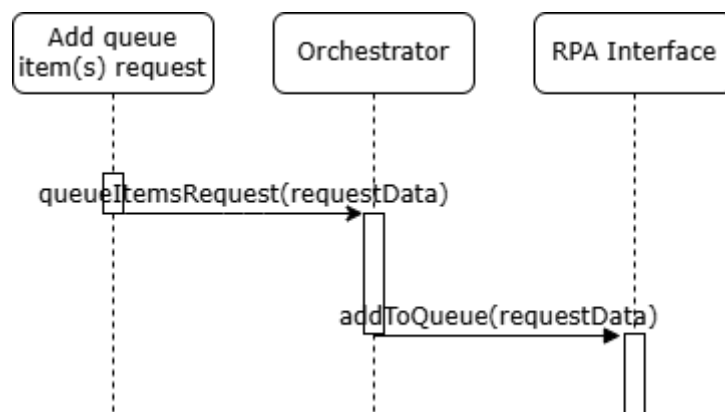 Add queue
item(s) request
Orchestrator
RPA Interface
queueItemsRequest(requestData)
addToQueue(requestData)